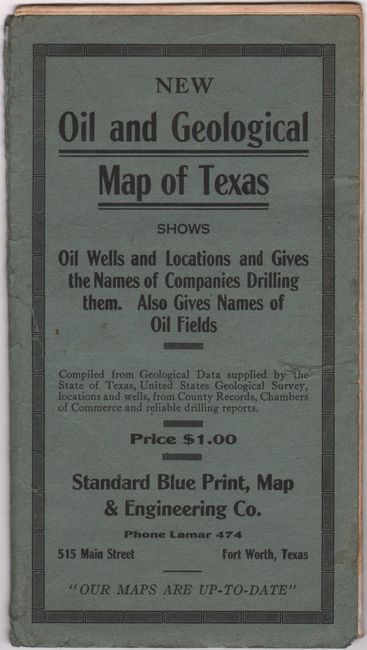 NEW
Oil and Geological
Map of Texas
SHOWS
Oil Wells and Locations and Gives
the Names of Companies Drilling
them. Also Gives Names of
Oil Fields
Compiled from Geological Data supplied by the
State of Texas, United States Geological Survey,
locations and wells, from County Records, Chambers
of Commerce and reliable drilling reports.
Price $1.00
Standard Blue Print, Map
& Engineering Co.
Phone Lamar 474
515 Main Street Fort Worth, Texas
"OUR MAPS ARE UP-TO-DATE"